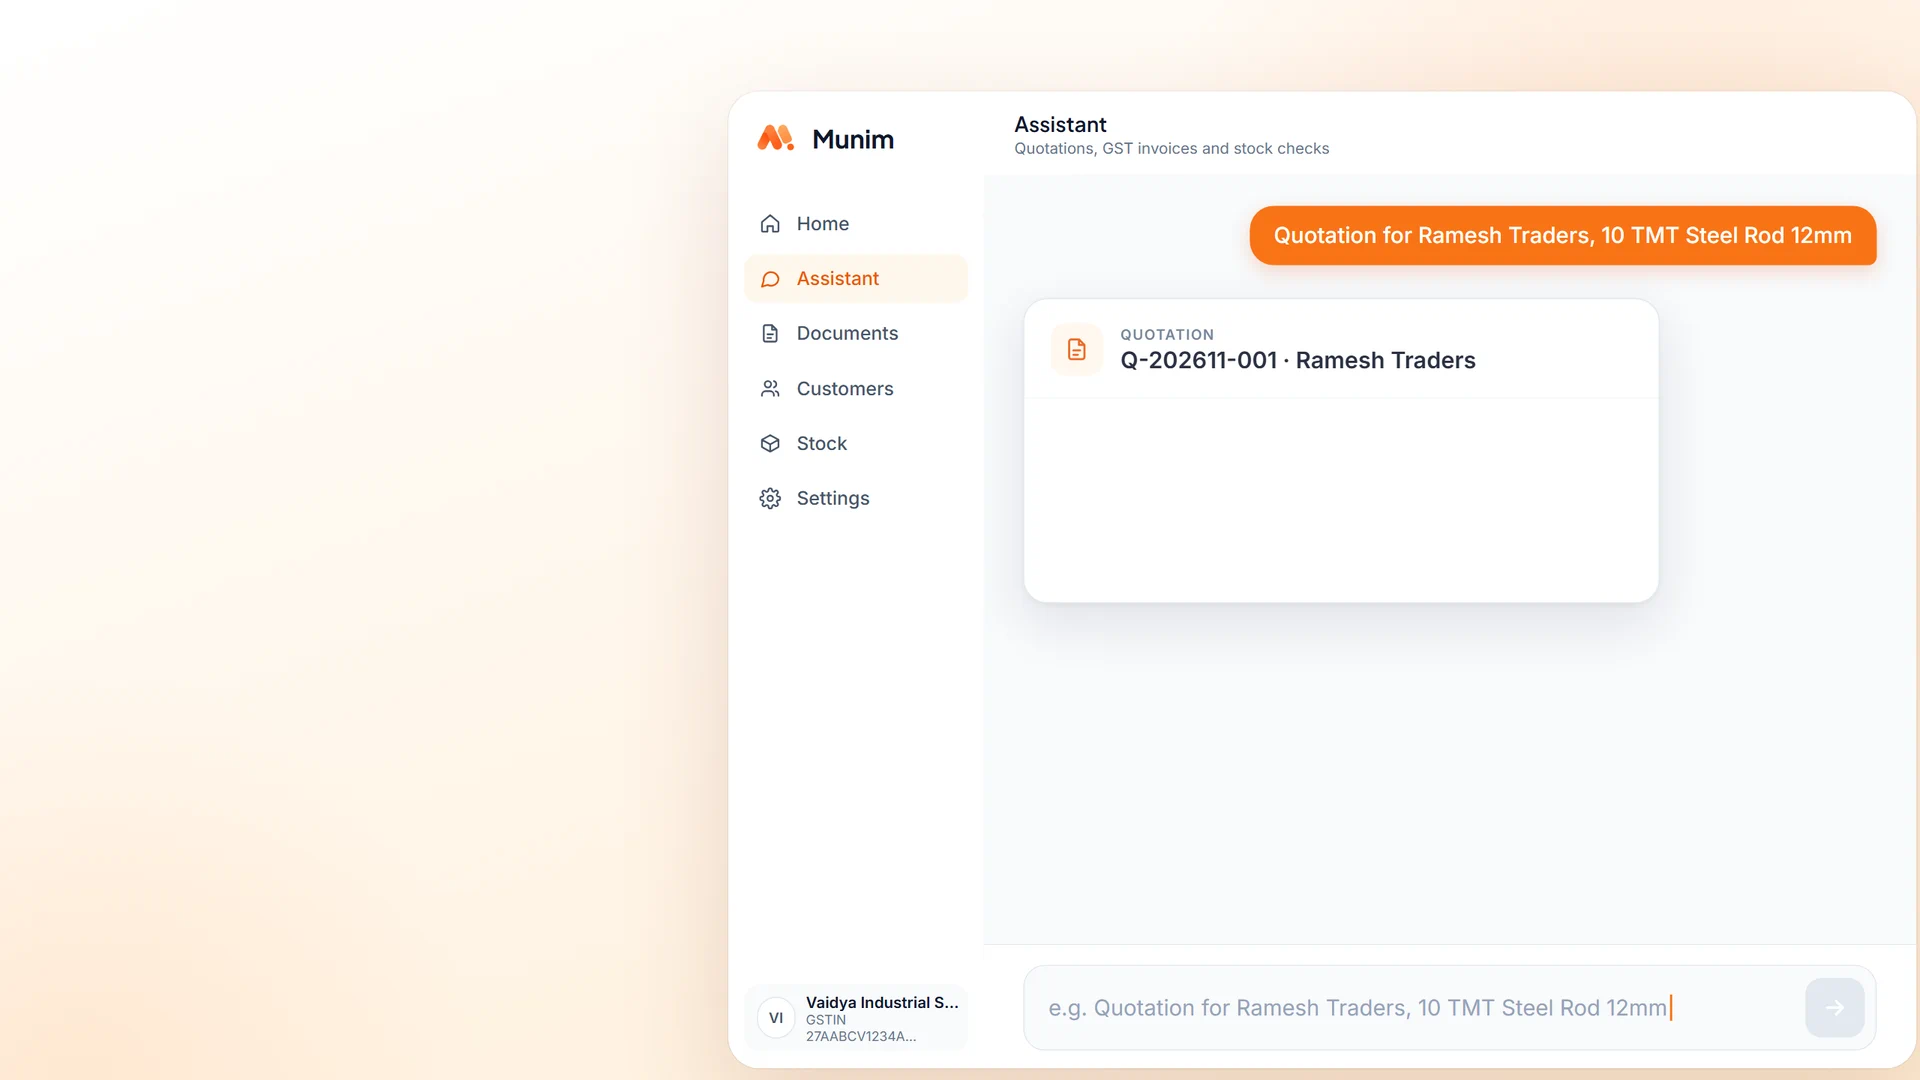 Munim
Home
Assistant
Documents
Customers
Stock
Settings
Vaidya Industrial S...
VI
GSTIN
27AABCV1234A...
Assistant
Quotations, GST invoices and stock checks
Quotation for Ramesh Traders, 10 TMT Steel Rod 12mm
QUOTATION
Q-202611-001 · Ramesh Traders
e.g. Quotation for Ramesh Traders, 10 TMT Steel Rod 12mm